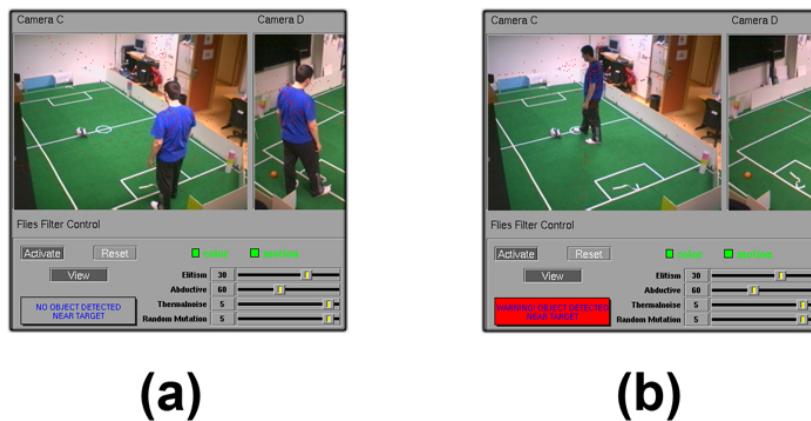 Camera C
Camera D
Flies Filter Control
Activate
Reset
color
motion
View
Elitism 30
Abductive 60
Thermalnoise 5
Random Mutation 5
NO OBJECT DETECTED
NEAR TARGET
(a)
Camera C
Camera D
Flies Filter Control
Activate
Reset
color
motion
View
Elitism 30
Abductive 60
Thermalnoise 5
Random Mutation 5
WARNING! OBJECT DETECTED
NEAR TARGET
(b)